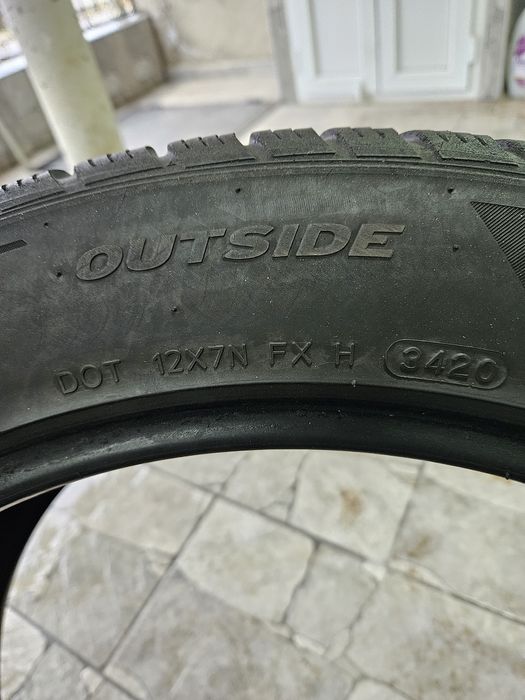 OUTSIDE
DOT 12X7N FX H 3420